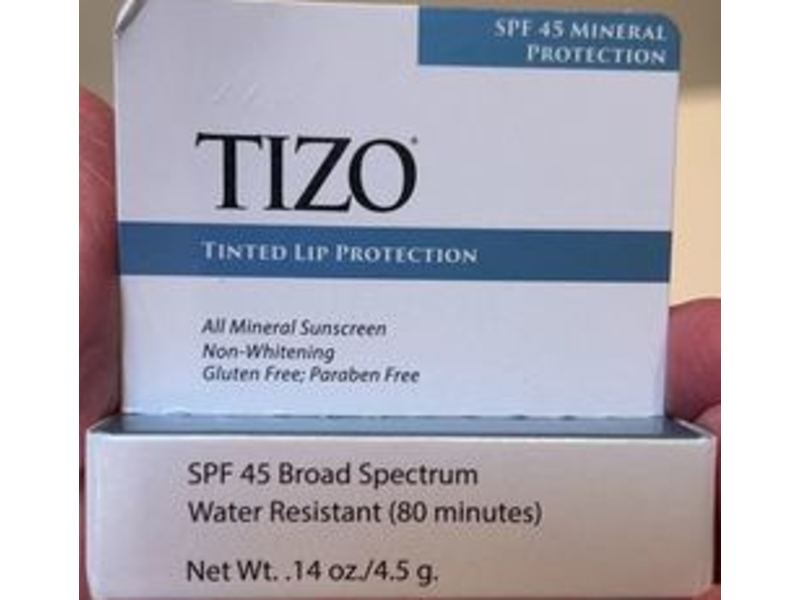 SPF 45 MINERAL
PROTECTION
TIZO®
TINTED LIP PROTECTION
All Mineral Sunscreen
Non-Whitening
Gluten Free; Paraben Free
SPF 45 Broad Spectrum
Water Resistant (80 minutes)
Net Wt. .14 oz./4.5 g.